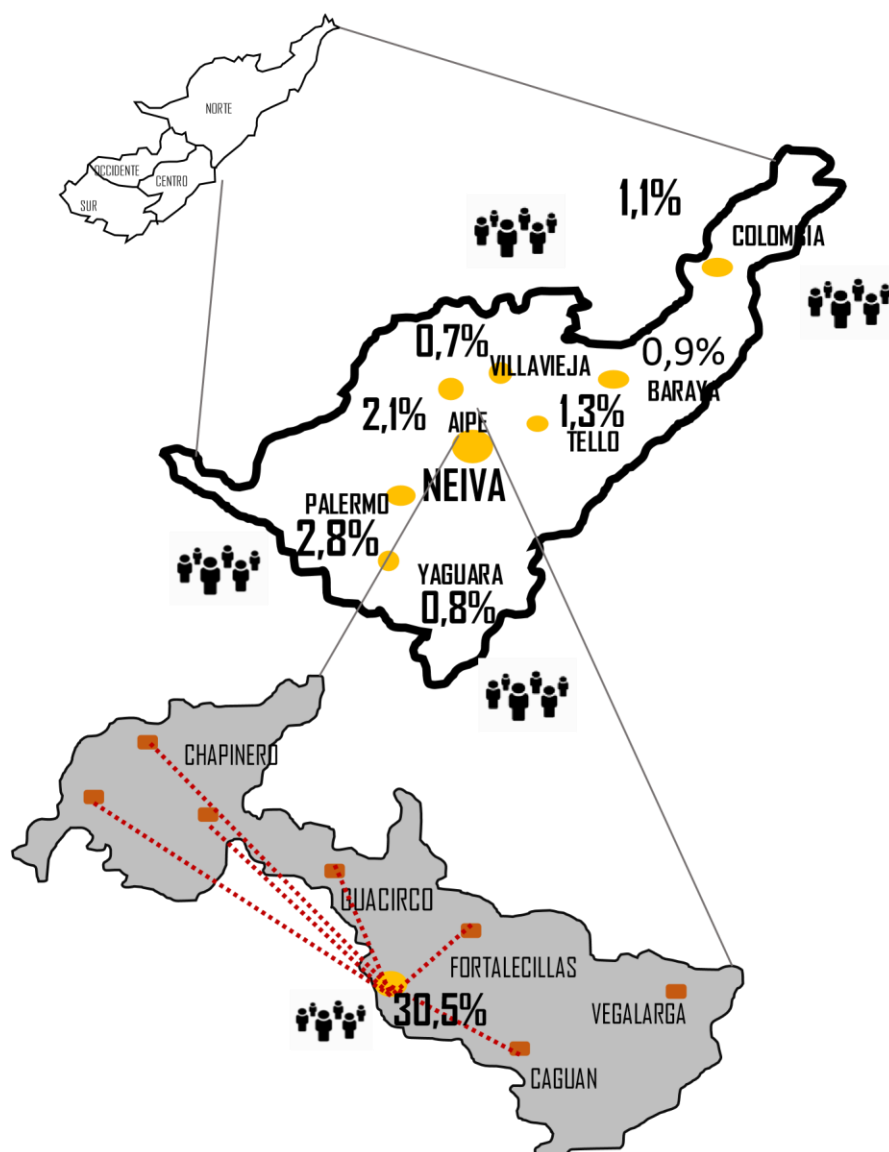 NORTE
OCCIDENTE
CENTRO
SUR
1,1%
COLOMBIA
0,7%
VILLAVIEJA
0,9%
BARAYA
2,1%
AIPE
1,3%
TELLO
NEIVA
PALERMO
2,8%
YAGUARA
0,8%
CHAPINERO
GUACIRCO
FORTALECILLAS
30,5%
VEGALARGA
CAGUAN